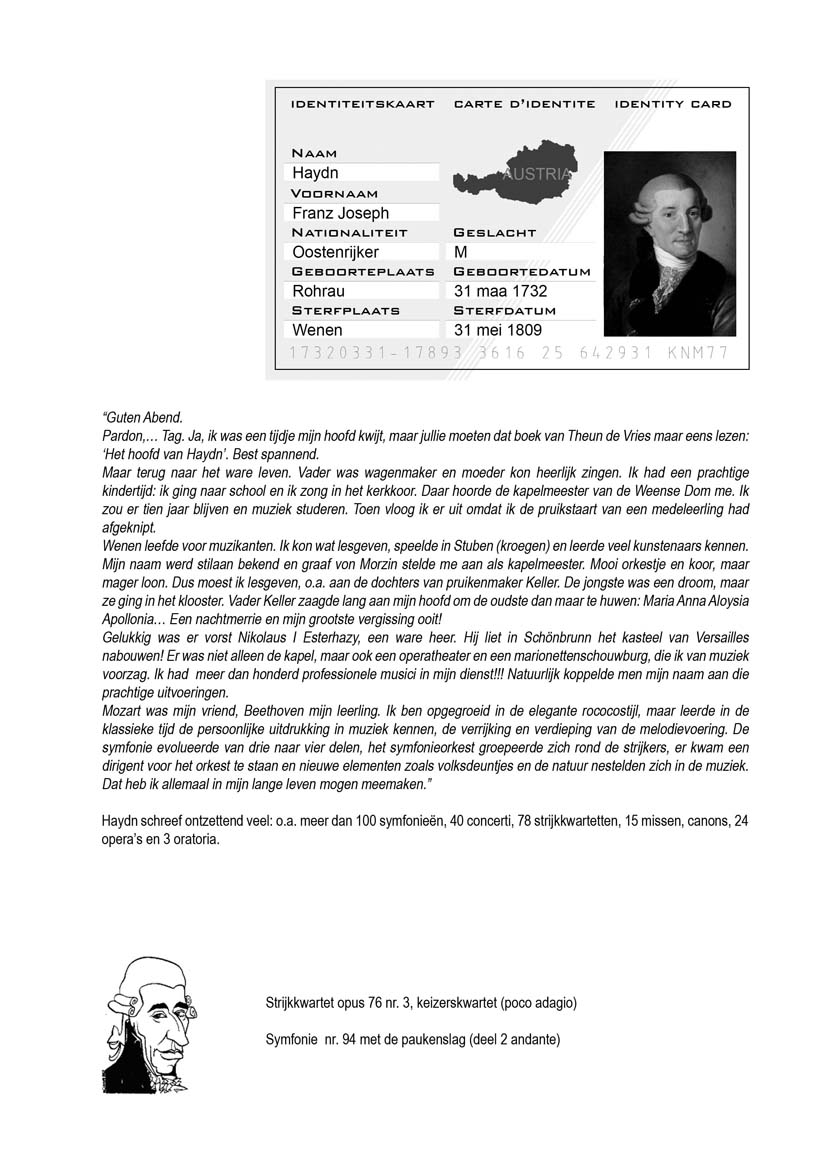 IDENTITEITSKAART CARTE D'IDENTITE IDENTITY CARD
NAAM
Haydn
AUSTRIA
VOORNAAM
Franz Joseph
NATIONALITEIT GESLACHT
Oostenrijker M
GEBOORTEPLAATS GEBOORTEDATUM
Rohrau 31 maa 1732
STERFPLAATS STERFDATUM
Wenen 31 mei 1809
17320331-17893 3616 25 642931 KNM77
“Guten Abend.
Pardon,… Tag. Ja, ik was een tijdje mijn hoofd kwijt, maar jullie moeten dat boek van Theun de Vries maar eens lezen:
‘Het hoofd van Haydn’. Best spannend.
Maar terug naar het ware leven. Vader was wagenmaker en moeder kon heerlijk zingen. Ik had een prachtige
kindertijd: ik ging naar school en ik zong in het kerkkoor. Daar hoorde de kapelmeester van de Weense Dom me. Ik
zou er tien jaar blijven en muziek studeren. Toen vloog ik er uit omdat ik de pruikstaart van een medeleerling had
afgeknipt.
Wenen leefde voor muzikanten. Ik kon wat lesgeven, speelde in Stuben (kroegen) en leerde veel kunstenaars kennen.
Mijn naam werd stilaan bekend en graaf von Morzin stelde me aan als kapelmeester. Mooi orkestje en koor, maar
mager loon. Dus moest ik lesgeven, o.a. aan de dochters van pruikenmaker Keller. De jongste was een droom, maar
ze ging in het klooster. Vader Keller zaagde lang aan mijn hoofd om de oudste dan maar te huwen: Maria Anna Aloysia
Apollonia… Een nachtmerrie en mijn grootste vergissing ooit!
Gelukkig was er vorst Nikolaus I Esterhazy, een ware heer. Hij liet in Schönbrunn het kasteel van Versailles
nabouwen! Er was niet alleen de kapel, maar ook een operatheater en een marionettenschouwburg, die ik van muziek
voorzag. Ik had meer dan honderd professionele musici in mijn dienst!!! Natuurlijk koppelde men mijn naam aan die
prachtige uitvoeringen.
Mozart was mijn vriend, Beethoven mijn leerling. Ik ben opgegroeid in de elegante rococostijl, maar leerde in de
klassieke tijd de persoonlijke uitdrukking in muziek kennen, de verrijking en verdieping van de melodievoering. De
symfonie evolueerde van drie naar vier delen, het symfonieorkest groepeerde zich rond de strijkers, er kwam een
dirigent voor het orkest te staan en nieuwe elementen zoals volksdeuntjes en de natuur nestelden zich in de muziek.
Dat heb ik allemaal in mijn lange leven mogen meemaken.”
Haydn schreef ontzettend veel: o.a. meer dan 100 symfonieën, 40 concerti, 78 strijkkwartetten, 15 missen, canons, 24
opera’s en 3 oratoria.
Strijkkwartet opus 76 nr. 3, keizerskwartet (poco adagio)
Symfonie nr. 94 met de paukenslag (deel 2 andante)